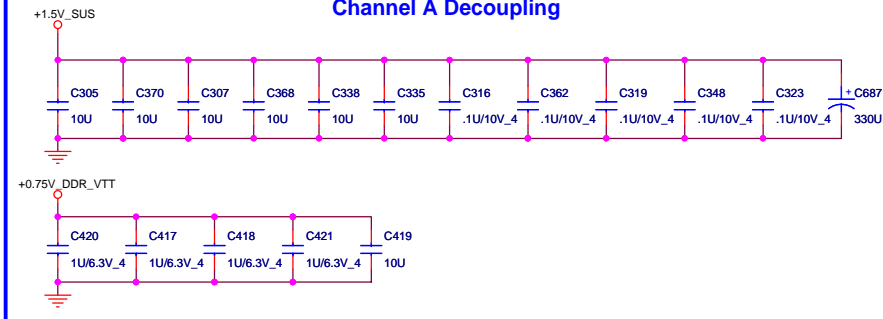 Channel A Decoupling
+1.5V_SUS
C305 C370 C307 C368 C338 C335 C316 C362 C319 C348 C323 + C687
10U 10U 10U 10U 10U 10U .1U/10V_4 .1U/10V_4 .1U/10V_4 .1U/10V_4 .1U/10V_4 330U
+0.75V_DDR_VTT
C420 C417 C418 C421 C419
1U/6.3V_4 1U/6.3V_4 1U/6.3V_4 1U/6.3V_4 10U